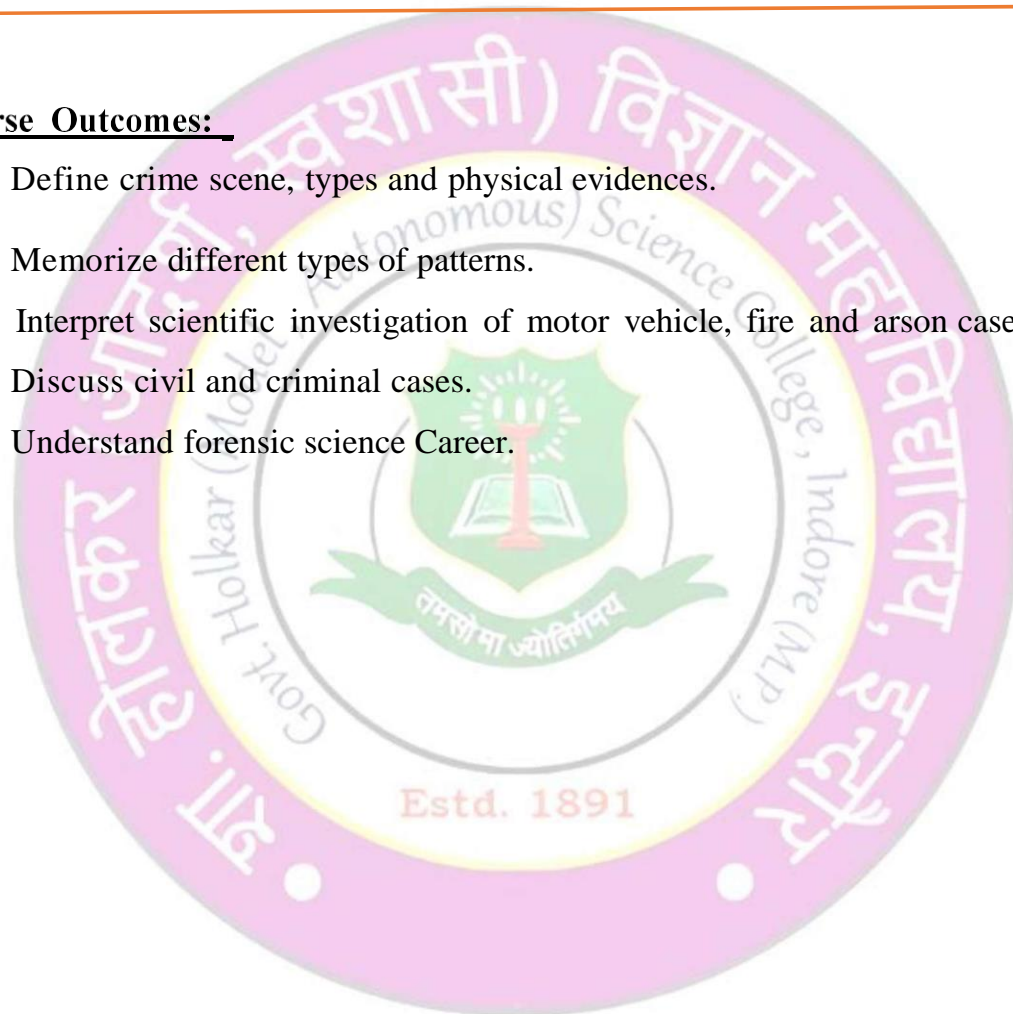 rse Outcomes:
Define crime scene, types and physical evidences.
Memorize different types of patterns.
Interpret scientific investigation of motor vehicle, fire and arson case
Discuss civil and criminal cases.
Understand forensic science Career.
शा. होलकर (आदर्श, स्वशासी) विज्ञान महाविद्यालय, इन्दौर
Govt. Holkar (Model, Autonomous) Science College, Indore (M.P.)
तमसो मा ज्योतिर्गमय
Estd. 1891